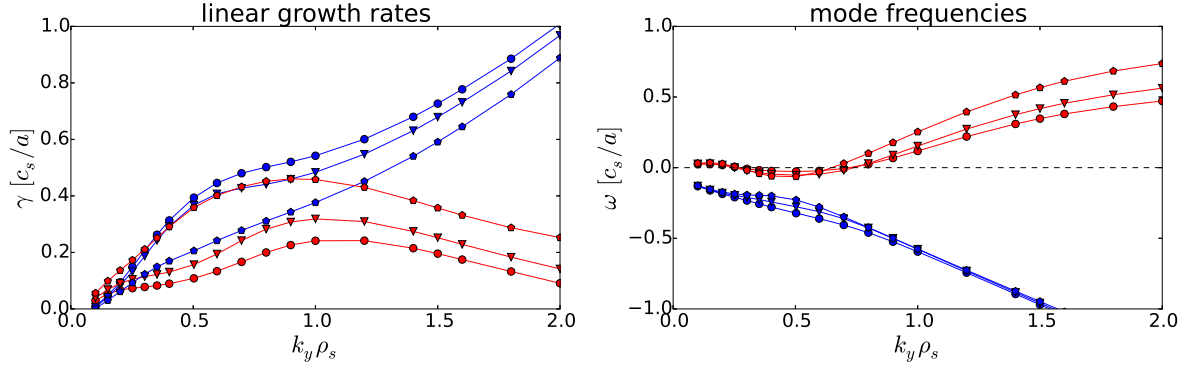 linear growth rates
1.0
0.8
0.6
0.4
0.2
0.0
γ [c_s/a]
0.0 0.5 1.0 1.5 2.0
k_y ρ_s
mode frequencies
1.0
0.5
0.0
−0.5
−1.0
ω [c_s/a]
0.0 0.5 1.0 1.5 2.0
k_y ρ_s